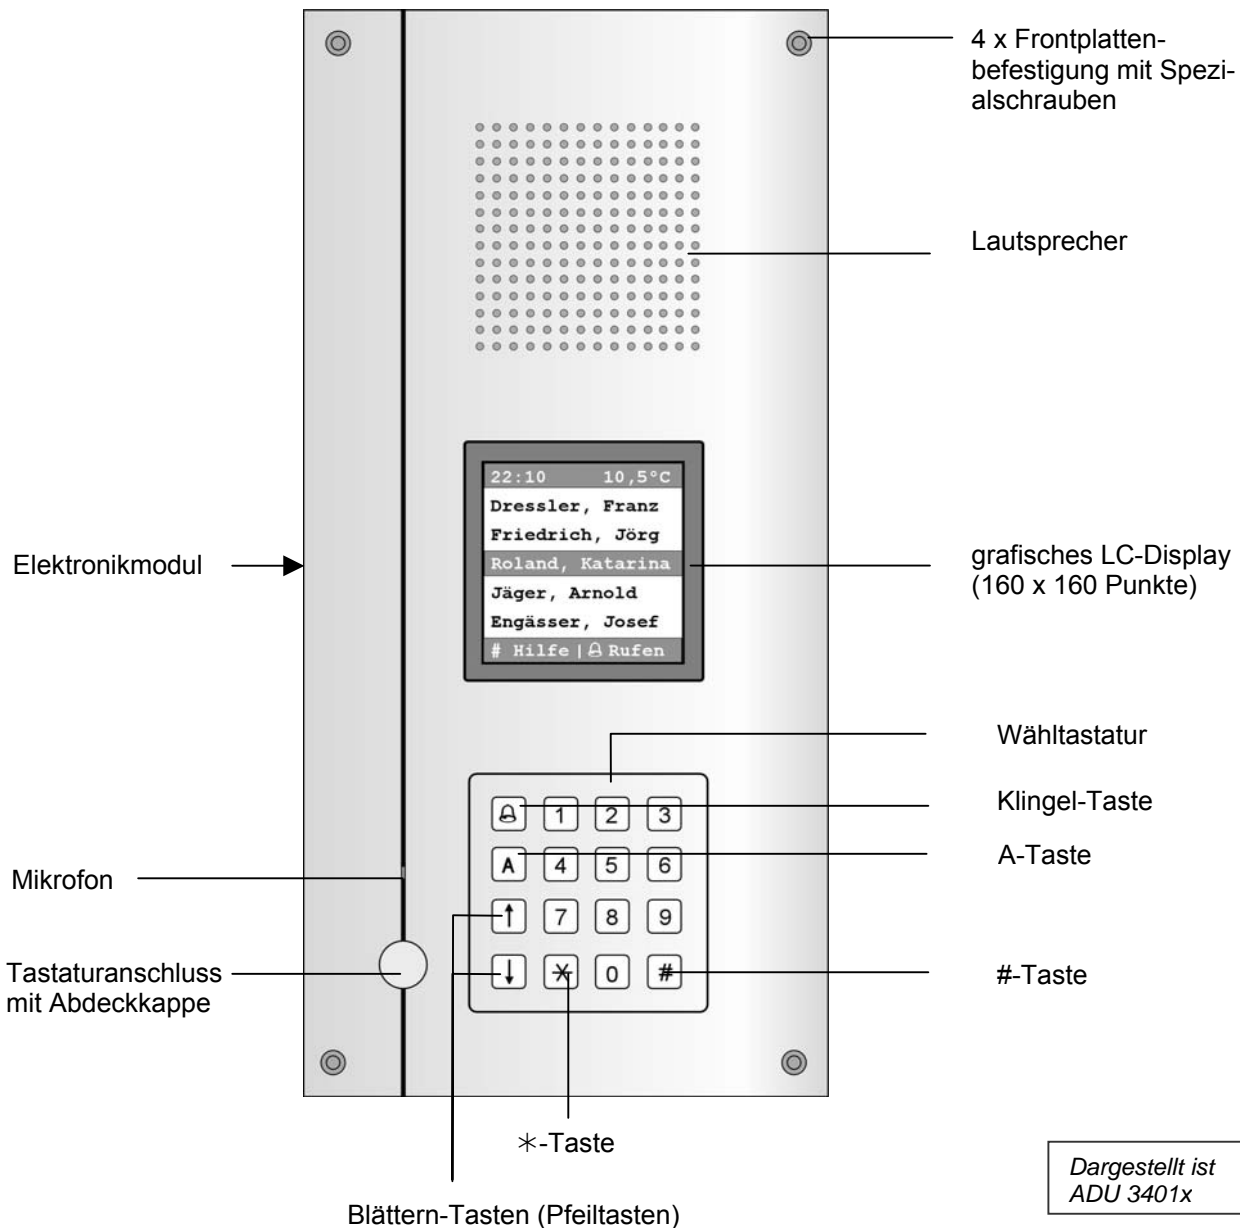 4 x Frontplatten-
befestigung mit Spezi-
alschrauben
Lautsprecher
22:10 10,5°C
Dressler, Franz
Friedrich, Jörg
Roland, Katarina
Jäger, Arnold
Engässer, Josef
# Hilfe | Rufen
Elektronikmodul
grafisches LC-Display
(160 x 160 Punkte)
Wähltastatur
Klingel-Taste
A-Taste
1 2 3
A 4 5 6
↑ 7 8 9
↓ * 0 #
Mikrofon
Tastaturanschluss
mit Abdeckkappe
#-Taste
*-Taste
Blättern-Tasten (Pfeiltasten)
Dargestellt ist
ADU 3401x